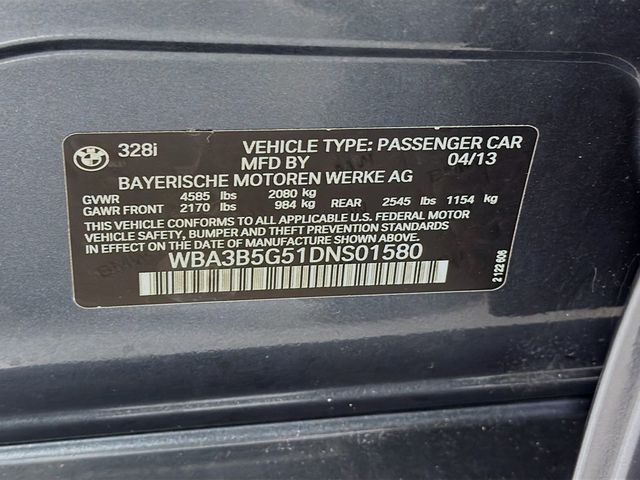 328i VEHICLE TYPE: PASSENGER CAR
MFD BY 04/13
BAYERISCHE MOTOREN WERKE AG
GVWR 4585 lbs 2080 kg
GAWR FRONT 2170 lbs 984 kg REAR 2545 lbs 1154 kg
THIS VEHICLE CONFORMS TO ALL APPLICABLE U.S. FEDERAL MOTOR
VEHICLE SAFETY, BUMPER AND THEFT PREVENTION STANDARDS
IN EFFECT ON THE DATE OF MANUFACTURE SHOWN ABOVE.
WBA3B5G51DNS01580
2 122 606